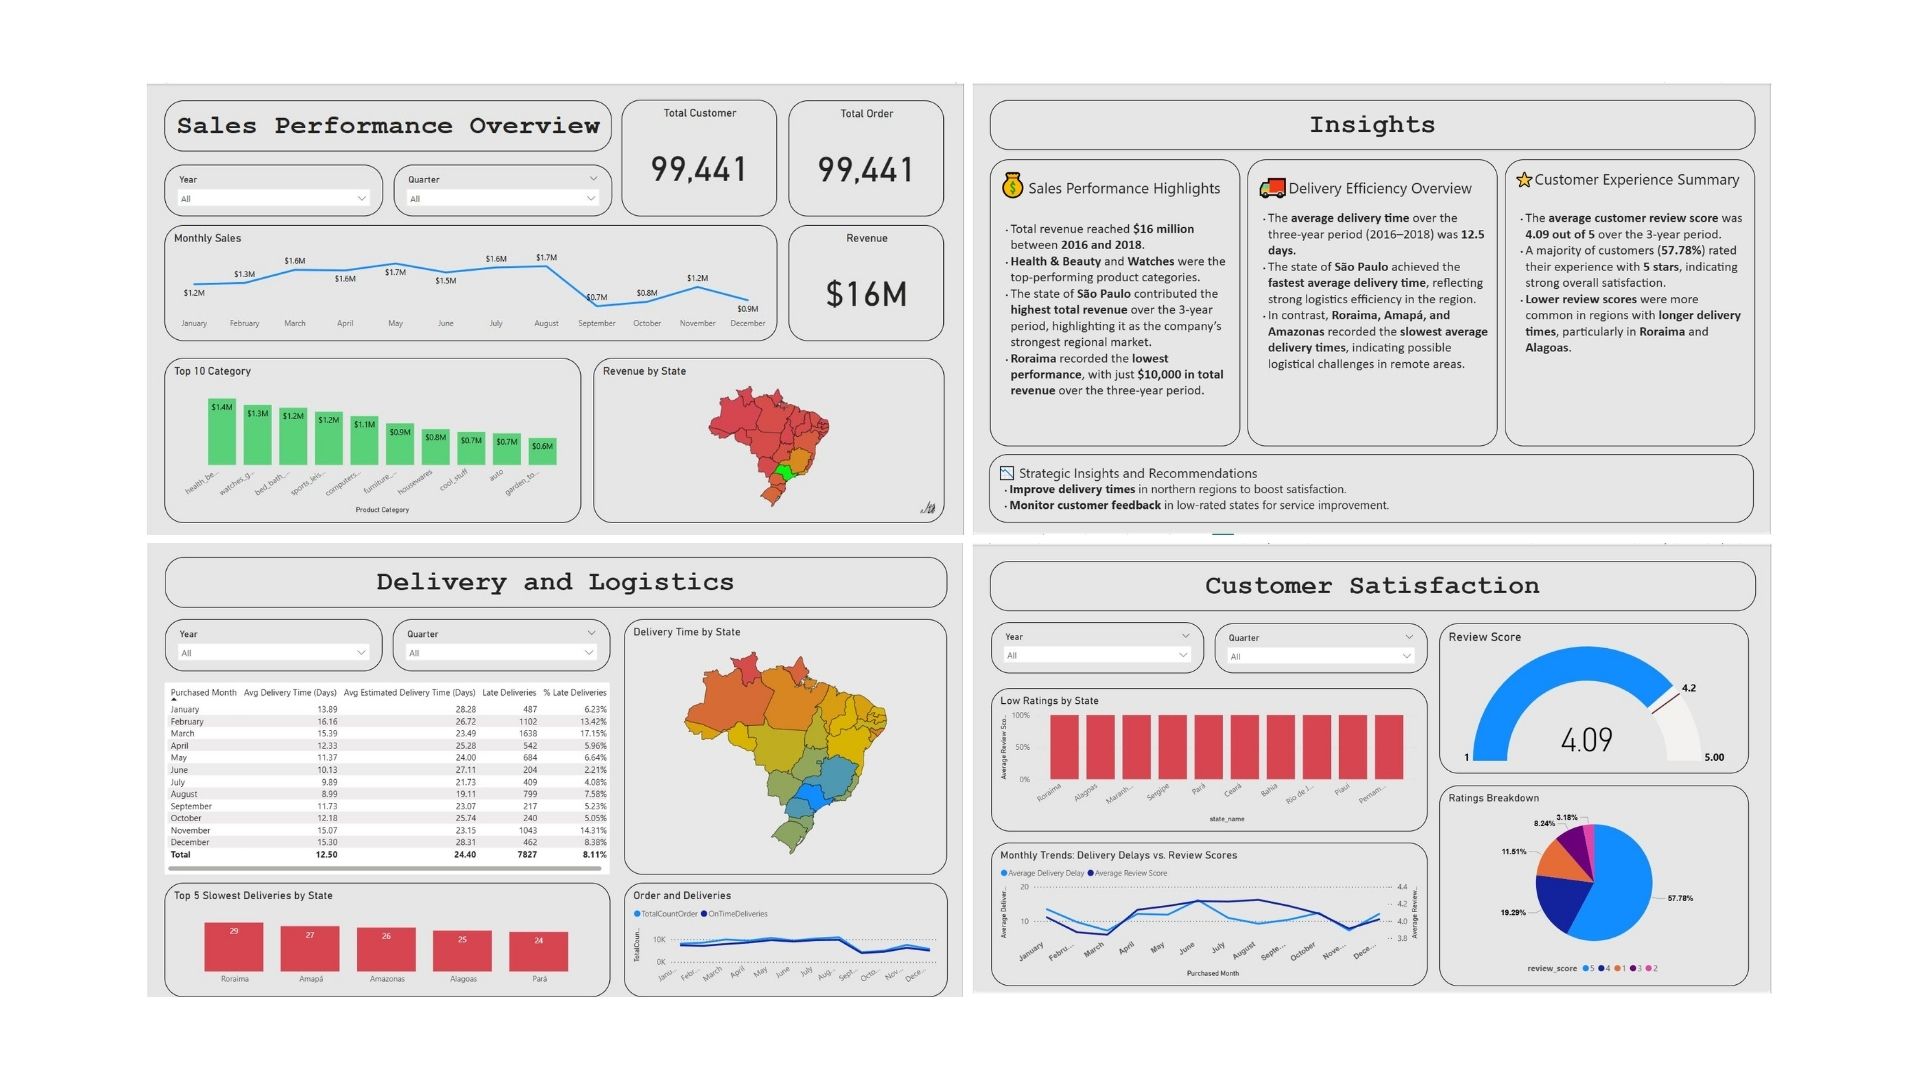 Sales Performance Overview
Total Customer
99,441
Total Order
99,441
Year
All
Quarter
All
Monthly Sales
$1.2M
$1.3M
$1.6M
$1.6M
$1.7M
$1.5M
$1.6M
$1.7M
$0.7M
$0.8M
$1.2M
$0.9M
January February March April May June July August September October November December
Revenue
$16M
Top 10 Category
$1.4M
$1.3M
$1.2M
$1.2M
$1.1M
$0.9M
$0.8M
$0.7M
$0.7M
$0.6M
health_be...
watches_g...
bed_bath_...
sports_leis...
computers...
furniture_...
housewares
cool_stuff
auto
garden_to...
Product Category
Revenue by State
Insights
Sales Performance Highlights
· Total revenue reached $16 million
between 2016 and 2018.
· Health & Beauty and Watches were the
top-performing product categories.
· The state of São Paulo contributed the
highest total revenue over the 3-year
period, highlighting it as the company's
strongest regional market.
· Roraima recorded the lowest
performance, with just $10,000 in total
revenue over the three-year period.
Delivery Efficiency Overview
· The average delivery time over the
three-year period (2016–2018) was 12.5
days.
· The state of São Paulo achieved the
fastest average delivery time, reflecting
strong logistics efficiency in the region.
· In contrast, Roraima, Amapá, and
Amazonas recorded the slowest average
delivery times, indicating possible
logistical challenges in remote areas.
Customer Experience Summary
· The average customer review score was
4.09 out of 5 over the 3-year period.
· A majority of customers (57.78%) rated
their experience with 5 stars, indicating
strong overall satisfaction.
· Lower review scores were more
common in regions with longer delivery
times, particularly in Roraima and
Alagoas.
Strategic Insights and Recommendations
· Improve delivery times in northern regions to boost satisfaction.
· Monitor customer feedback in low-rated states for service improvement.
Delivery and Logistics
Year
All
Quarter
All
Purchased Month Avg Delivery Time (Days) Avg Estimated Delivery Time (Days) Late Deliveries % Late Deliveries
January 13.89 28.28 487 6.23%
February 16.16 26.72 1102 13.42%
March 15.39 23.49 1638 17.15%
April 12.33 25.28 542 5.96%
May 11.37 24.00 684 6.64%
June 10.13 27.11 204 2.21%
July 9.89 21.73 409 4.08%
August 8.99 19.11 799 7.58%
September 11.73 23.07 217 5.23%
October 12.18 25.74 240 5.05%
November 15.07 23.15 1043 14.31%
December 15.30 28.31 462 8.38%
Total 12.50 24.40 7827 8.11%
Delivery Time by State
Top 5 Slowest Deliveries by State
29 27 26 25 24
Roraima Amapá Amazonas Alagoas Pará
Order and Deliveries
TotalCountOrder OnTimeDeliveries
TotalCoun...
10K
0K
Janu... Febr... March April May June July Aug... Sept... Octo... Nov... Dece...
Customer Satisfaction
Year
All
Quarter
All
Low Ratings by State
Average Review Sco...
100%
50%
0%
Roraima Alagoas Maranh... Sergipe Pará Ceará Bahia Rio de J... Piauí Pernam...
state_name
Review Score
4.2
4.09
1
5.00
Monthly Trends: Delivery Delays vs. Review Scores
Average Delivery Delay Average Review Score
Average Deliver...
20
10
4.4
4.2
4.0
3.8
Average Review...
January Febru... March April May June July August Septe... October Nove... Dece...
Purchased Month
Ratings Breakdown
3.18%
8.24%
11.51%
19.29%
57.78%
review_score 5 4 1 3 2